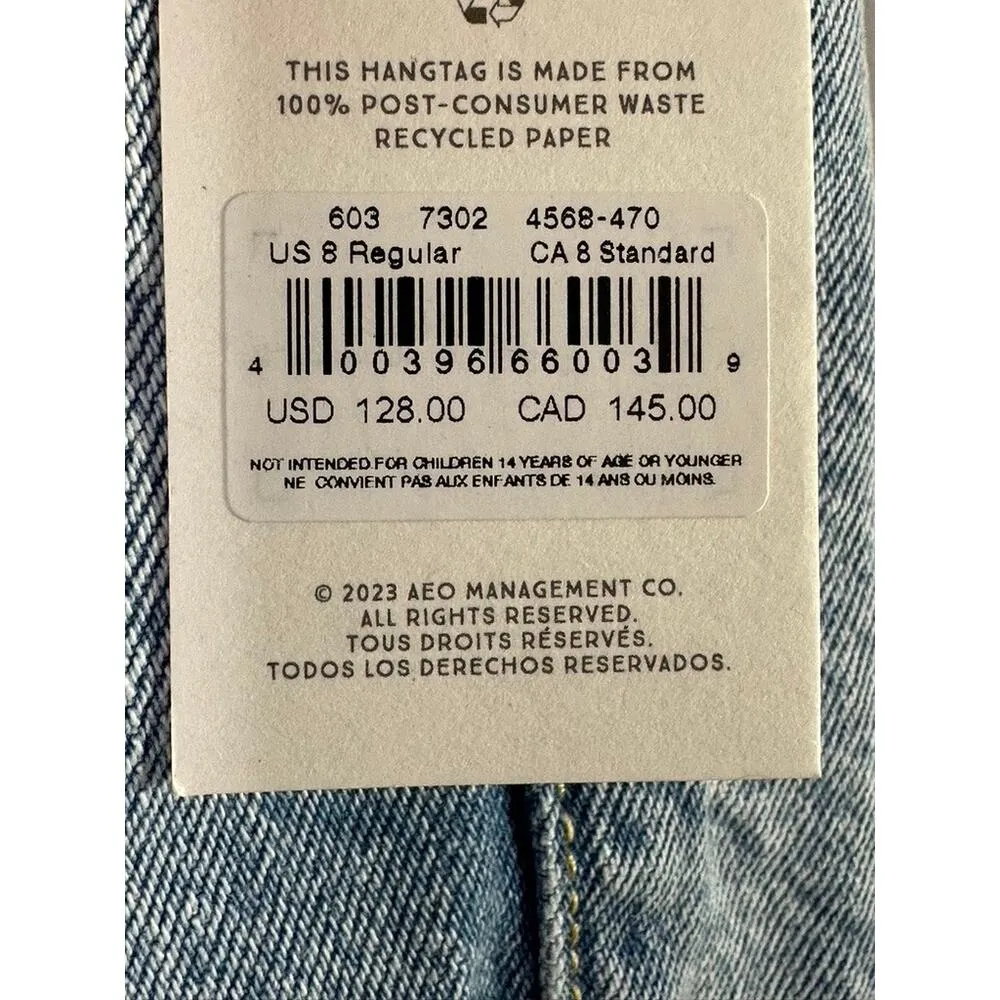 THIS HANGTAG IS MADE FROM
100% POST-CONSUMER WASTE
RECYCLED PAPER
603 7302 4568-470
US 8 Regular CA 8 Standard
4 003966 66003 9
USD 128.00 CAD 145.00
NOT INTENDED FOR CHILDREN 14 YEARS OF AGE OR YOUNGER
NE CONVIENT PAS AUX ENFANTS DE 14 ANS OU MOINS.
© 2023 AEO MANAGEMENT CO.
ALL RIGHTS RESERVED.
TOUS DROITS RÉSERVÉS.
TODOS LOS DERECHOS RESERVADOS.